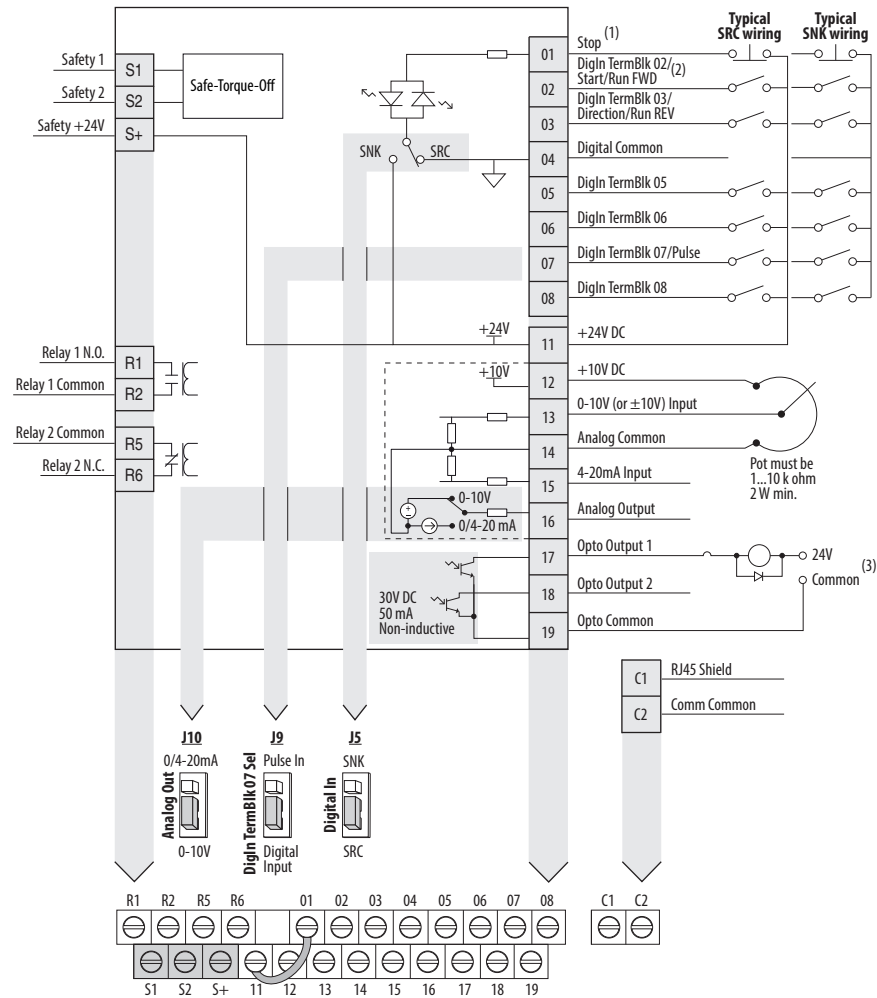 Typical SRC wiring
Typical SNK wiring
Safety 1
S1
Safety 2
S2
Safety +24V
S+
Safe-Torque-Off
SNK
SRC
01
Stop (1)
02
DigIn TermBlk 02/
Start/Run FWD (2)
03
DigIn TermBlk 03/
Direction/Run REV
04
Digital Common
05
DigIn TermBlk 05
06
DigIn TermBlk 06
07
DigIn TermBlk 07/Pulse
08
DigIn TermBlk 08
+24V
11
+24V DC
+10V
12
+10V DC
13
0-10V (or ±10V) Input
14
Analog Common
15
4-20mA Input
16
Analog Output
Pot must be
1...10 k ohm
2 W min.
Relay 1 N.O.
R1
Relay 1 Common
R2
Relay 2 Common
R5
Relay 2 N.C.
R6
+
-
0-10V
0/4-20 mA
17
Opto Output 1
24V
Common (3)
18
Opto Output 2
19
Opto Common
30V DC
50 mA
Non-inductive
C1
RJ45 Shield
C2
Comm Common
J10
0/4-20mA
Analog Out
0-10V
J9
Pulse In
DigIn TermBlk 07 Sel
Digital
Input
J5
SNK
Digital In
SRC
R1 R2 R5 R6 01 02 03 04 05 06 07 08 C1 C2
S1 S2 S+ 11 12 13 14 15 16 17 18 19